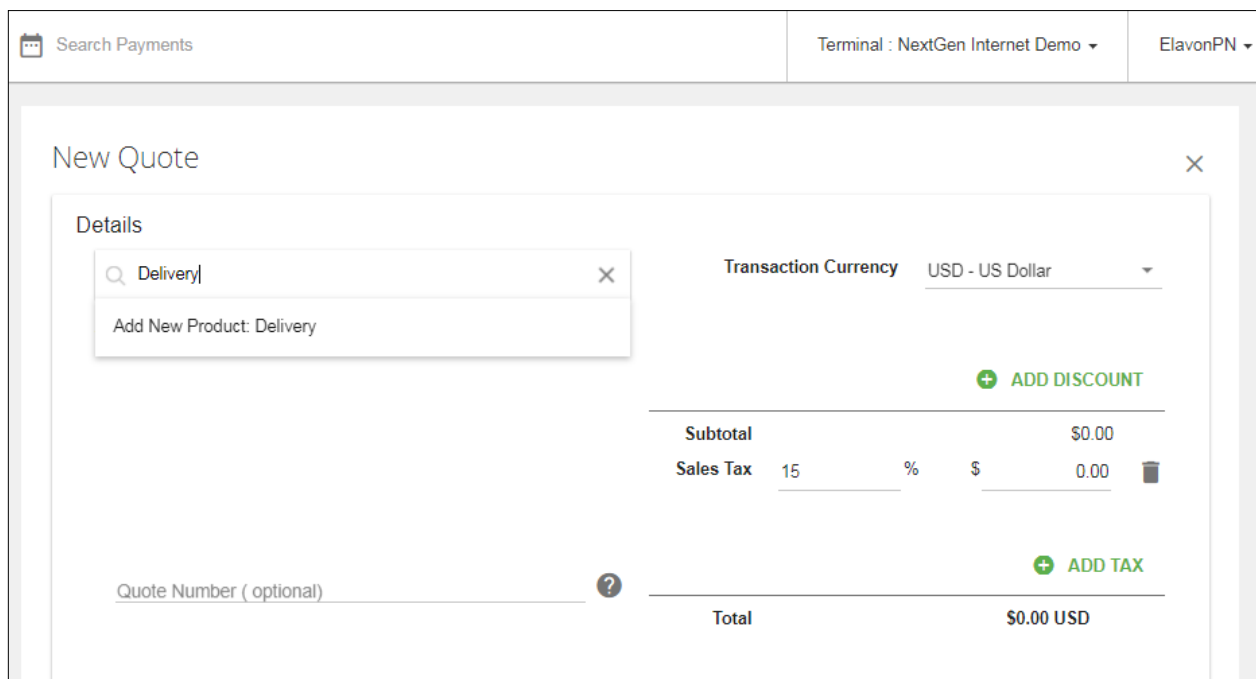 Search Payments
Terminal : NextGen Internet Demo
ElavonPN
New Quote
Details
Delivery
Add New Product: Delivery
Transaction Currency USD - US Dollar
ADD DISCOUNT
Subtotal $0.00
Sales Tax 15 % $ 0.00
ADD TAX
Quote Number ( optional) ?
Total $0.00 USD